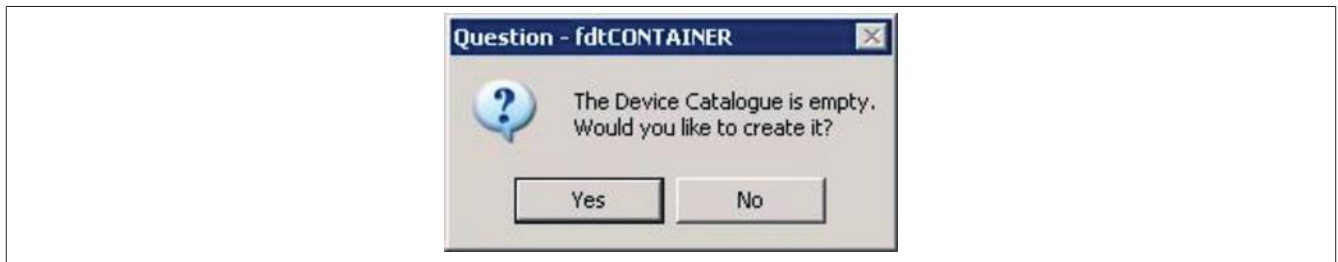 Question - fdtCONTAINER
The Device Catalogue is empty.
Would you like to create it?
Yes
No